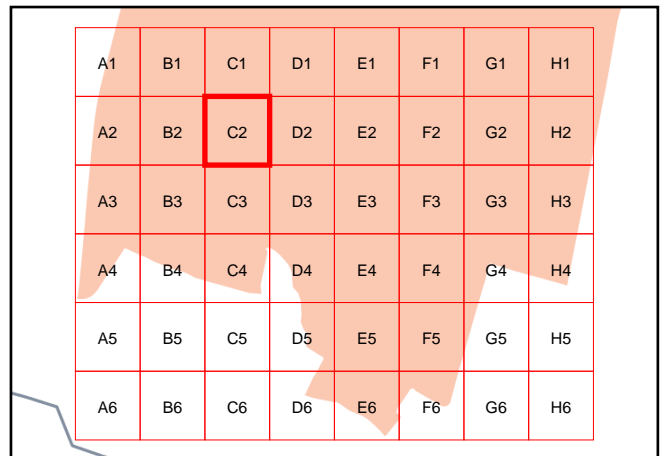 A1 B1 C1 D1 E1 F1 G1 H1
A2 B2 C2 D2 E2 F2 G2 H2
A3 B3 C3 D3 E3 F3 G3 H3
A4 B4 C4 D4 E4 F4 G4 H4
A5 B5 C5 D5 E5 F5 G5 H5
A6 B6 C6 D6 E6 F6 G6 H6